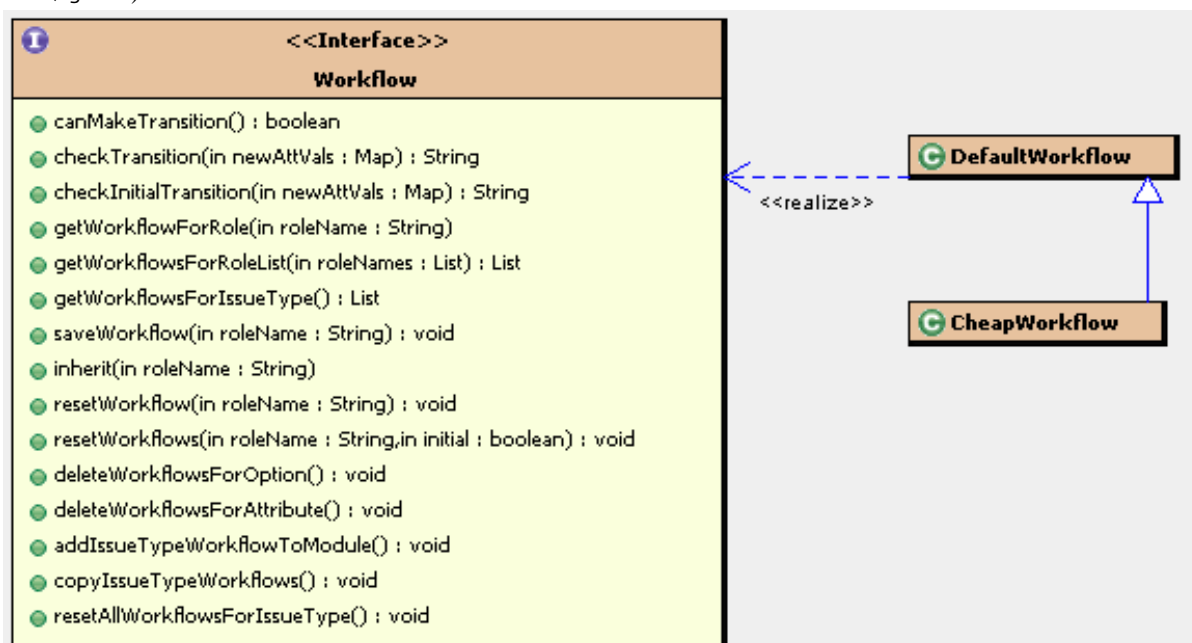 <<Interface>>
Workflow
canMakeTransition() : boolean
checkTransition(in newAttVals : Map) : String
checkInitialTransition(in newAttVals : Map) : String
getWorkflowForRole(in roleName : String)
getWorkflowsForRoleList(in roleNames : List) : List
getWorkflowsForIssueType() : List
saveWorkflow(in roleName : String) : void
inherit(in roleName : String)
resetWorkflow(in roleName : String) : void
resetWorkflows(in roleName : String,in initial : boolean) : void
deleteWorkflowsForOption() : void
deleteWorkflowsForAttribute() : void
addIssueTypeWorkflowToModule() : void
copyIssueTypeWorkflows() : void
resetAllWorkflowsForIssueType() : void
DefaultWorkflow
<<realize>>
CheapWorkflow